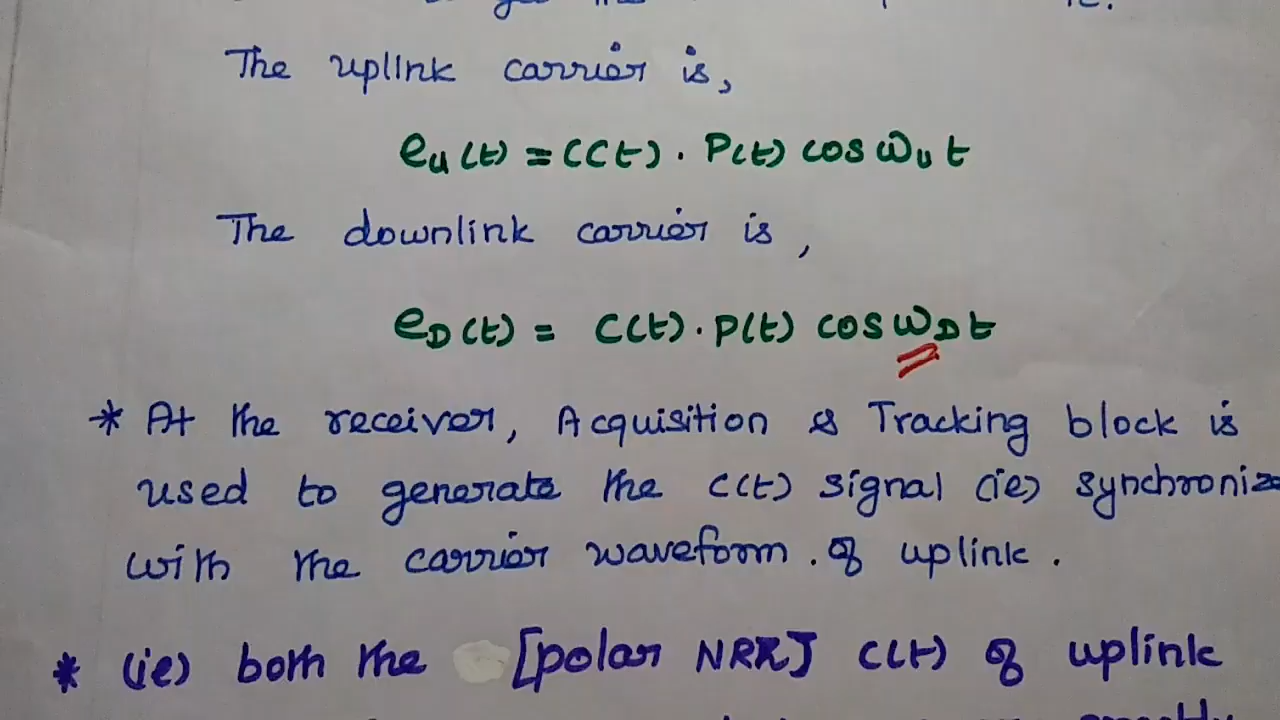 The uplink carrier is,
eu(t) = c(t) . P(t) cos ωu t
The downlink carrier is,
eD(t) = c(t) . P(t) cos ωD t
* At the receiver, Acquisition & Tracking block is
used to generate the c(t) signal (ie) synchronize
with the carrier waveform . of uplink .
* (ie) both the [polar NRZ] c(t) of uplink